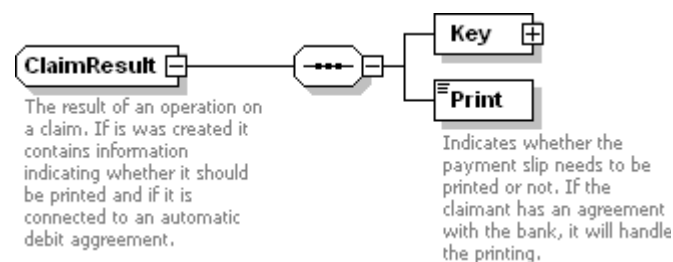 ClaimResult
The result of an operation on
a claim. If is was created it
contains information
indicating whether it should
be printed and if it is
connected to an automatic
debit aggreement.
Key
Print
Indicates whether the
payment slip needs to be
printed or not. If the
claimant has an agreement
with the bank, it will handle
the printing.